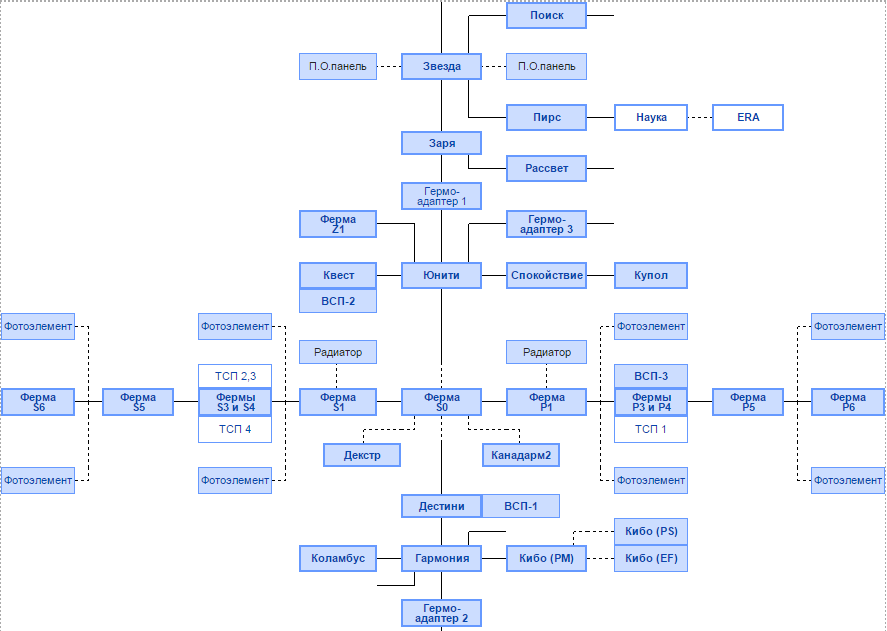 Поиск
П.О.панель
Звезда
П.О.панель
Пирс
Наука
ERA
Заря
Рассвет
Гермо-
адаптер 1
Ферма
Z1
Гермо-
адаптер 3
Квест
Юнити
Спокойствие
Купол
ВСП-2
Фотоэлемент
Фотоэлемент
Фотоэлемент
Фотоэлемент
Радиатор
Радиатор
ТСП 2,3
ВСП-3
Ферма
S6
Ферма
S5
Фермы
S3 и S4
Ферма
S1
Ферма
S0
Ферма
P1
Фермы
P3 и P4
Ферма
P5
Ферма
P6
ТСП 4
ТСП 1
Декстр
Канадарм2
Фотоэлемент
Фотоэлемент
Фотоэлемент
Фотоэлемент
Дестини
ВСП-1
Кибо (PS)
Коламбус
Гармония
Кибо (PM)
Кибо (EF)
Гермо-
адаптер 2